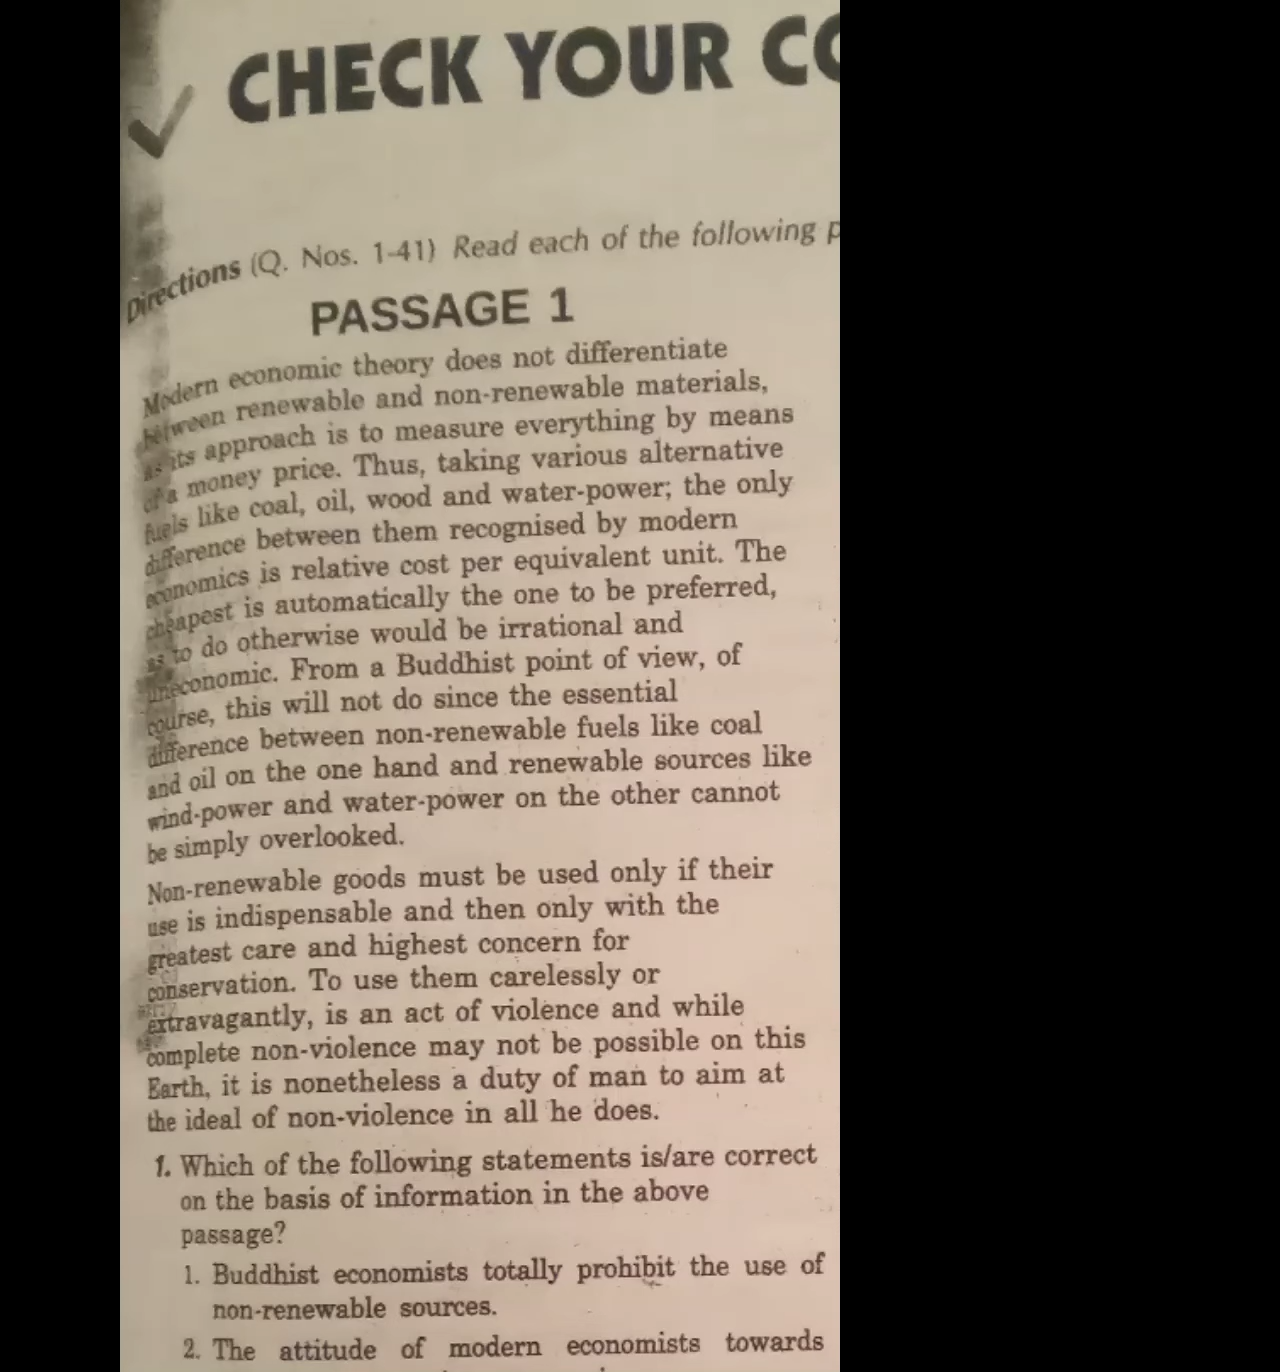 CHECK YOUR CO
Directions (Q. Nos. 1-41) Read each of the following p
PASSAGE 1
Modern economic theory does not differentiate
between renewable and non-renewable materials,
as its approach is to measure everything by means
of a money price. Thus, taking various alternative
fuels like coal, oil, wood and water-power; the only
difference between them recognised by modern
economics is relative cost per equivalent unit. The
cheapest is automatically the one to be preferred,
as to do otherwise would be irrational and
uneconomic. From a Buddhist point of view, of
course, this will not do since the essential
difference between non-renewable fuels like coal
and oil on the one hand and renewable sources like
wind-power and water-power on the other cannot
be simply overlooked.
Non-renewable goods must be used only if their
use is indispensable and then only with the
greatest care and highest concern for
conservation. To use them carelessly or
extravagantly, is an act of violence and while
complete non-violence may not be possible on this
Earth, it is nonetheless a duty of man to aim at
the ideal of non-violence in all he does.
1. Which of the following statements is/are correct
on the basis of information in the above
passage?
1. Buddhist economists totally prohibit the use of
non-renewable sources.
2. The attitude of modern economists towards